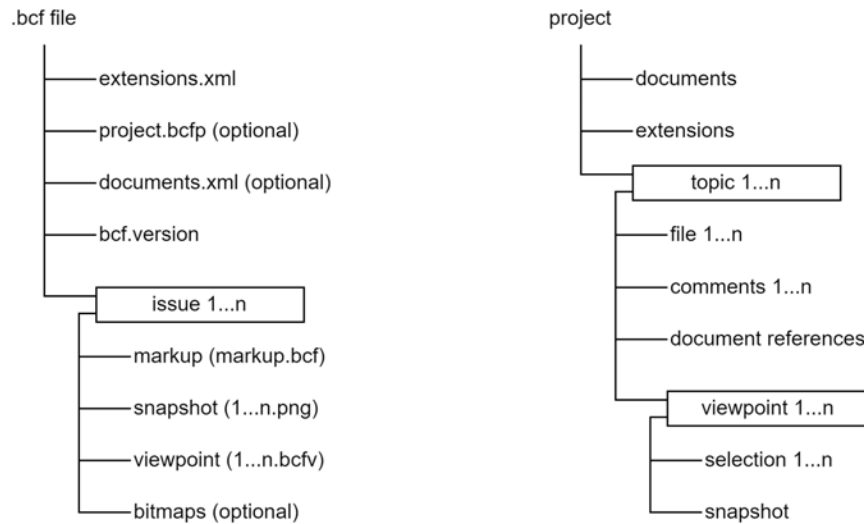 .bcf file
extensions.xml
project.bcfp (optional)
documents.xml (optional)
bcf.version
issue 1...n
markup (markup.bcf)
snapshot (1...n.png)
viewpoint (1...n.bcfv)
bitmaps (optional)
project
documents
extensions
topic 1...n
file 1...n
comments 1...n
document references
viewpoint 1...n
selection 1...n
snapshot